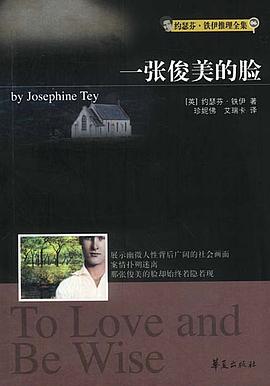 约瑟芬·铁伊推理全集
06
一张俊美的脸
by Josephine Tey
[英] 约瑟芬·铁伊 著
珍妮佛 艾瑞卡 译
展示幽微人性背后广阔的社会画面
案情扑朔迷离
那张俊美的脸却始终若隐若现
To Love and
Be Wise
华夏出版社